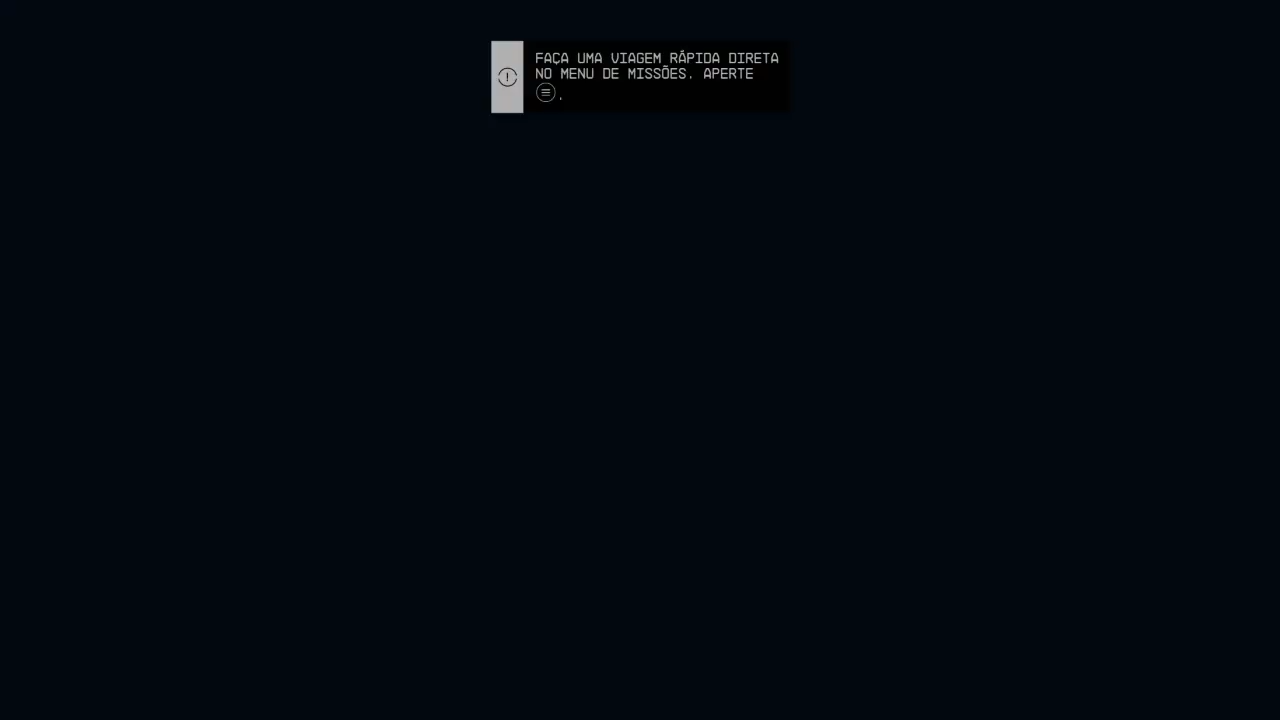 FAÇA UMA VIAGEM RÁPIDA DIRETA
NO MENU DE MISSÕES. APERTE
.